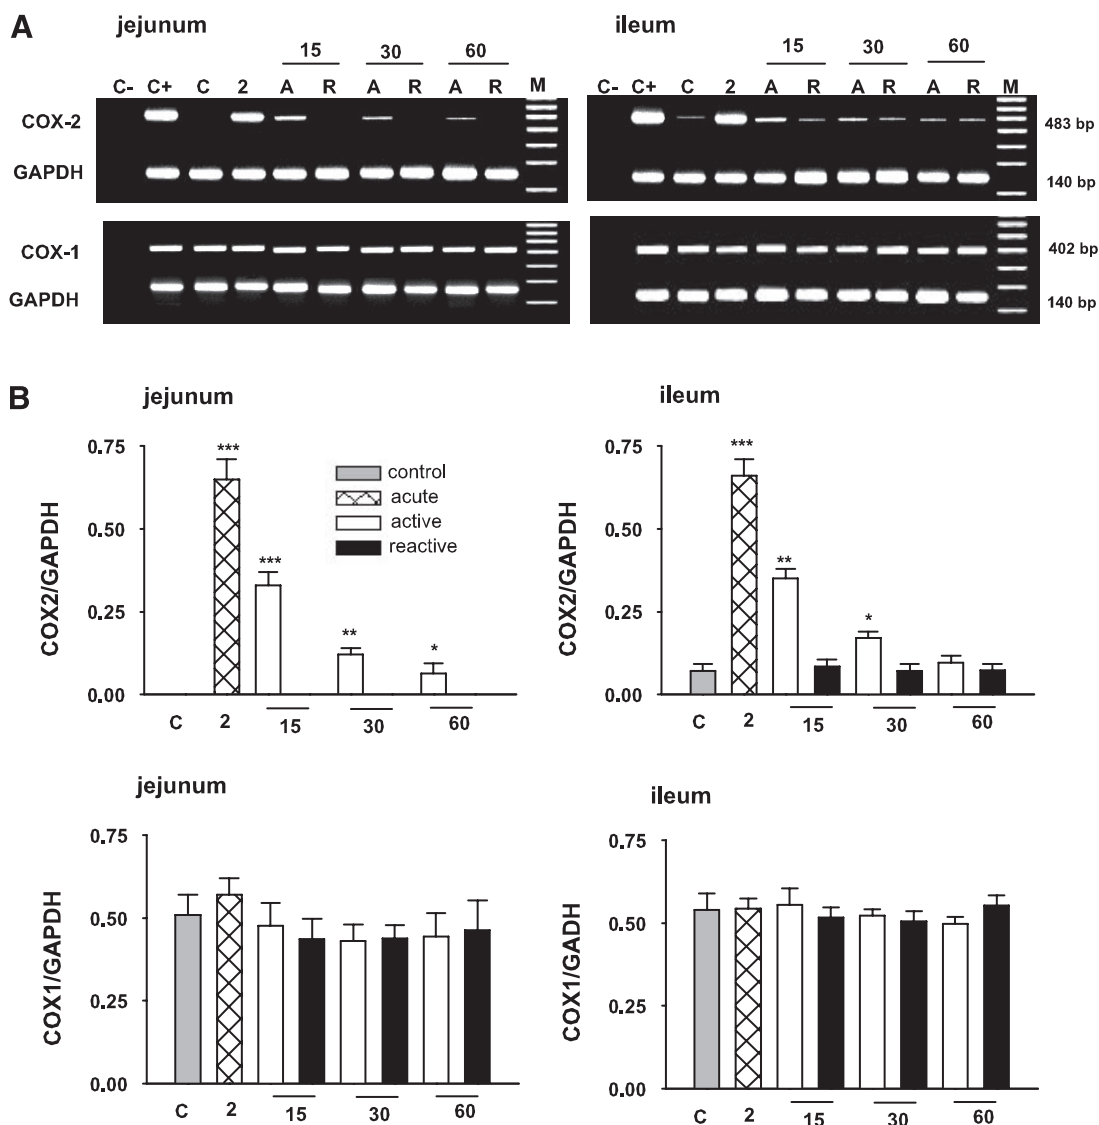 A
jejunum
ileum
15 30 60
15 30 60
C- C+ C 2 A R A R A R M
C- C+ C 2 A R A R A R M
COX-2
483 bp
GAPDH
140 bp
COX-1
402 bp
GAPDH
140 bp
B
jejunum
ileum
COX2/GAPDH
0.75
0.50
0.25
0.00
***
***
**
*
control
acute
active
reactive
C 2 15 30 60
COX2/GAPDH
0.75
0.50
0.25
0.00
***
**
*
C 2 15 30 60
jejunum
ileum
COX1/GAPDH
0.75
0.50
0.25
0.00
C 2 15 30 60
COX1/GADH
0.75
0.50
0.25
0.00
C 2 15 30 60